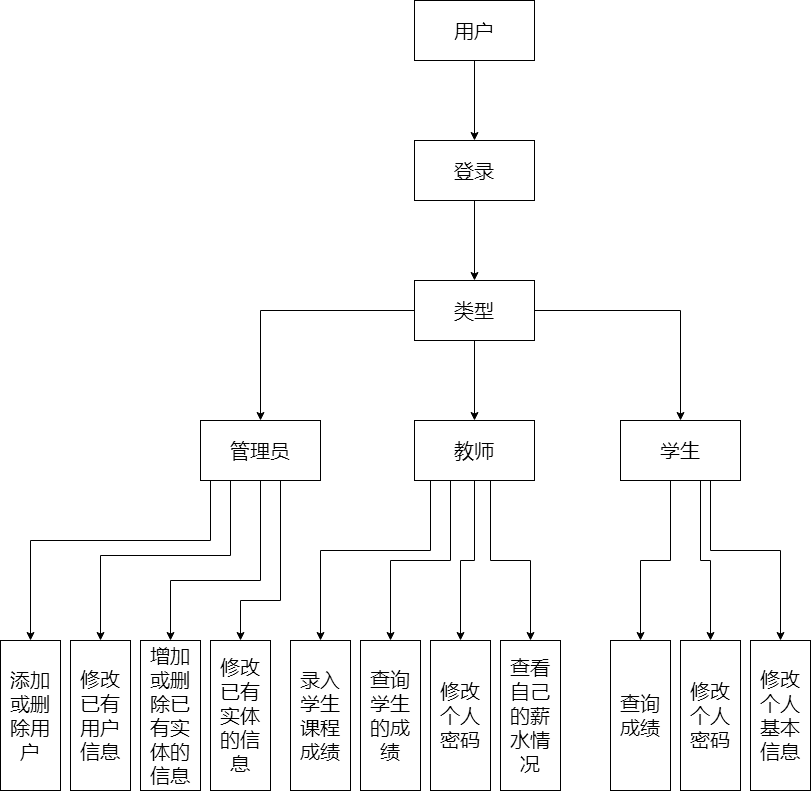 用户
登录
类型
管理员
教师
学生
添加
或删
除用
户
修改
已有
用户
信息
增加
或删
除已
有实
体的
信息
修改
已有
实体
的信
息
录入
学生
课程
成绩
查询
学生
的成
绩
修改
个人
密码
查看
自己
的薪
水情
况
查询
成绩
修改
个人
密码
修改
个人
基本
信息